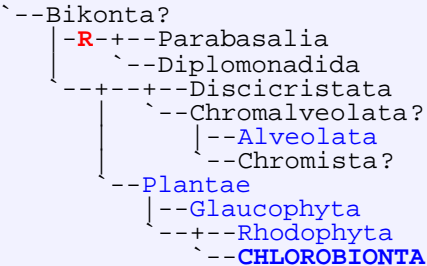 `--Bikonta?
|-R-+--Parabasalia
| `--Diplomonadida
`--+--+--Discicristata
| `--Chromalveolata?
| |--Alveolata
| `--Chromista?
`--Plantae
|--Glaucophyta
`--+--Rhodophyta
`--CHLOROBIONTA